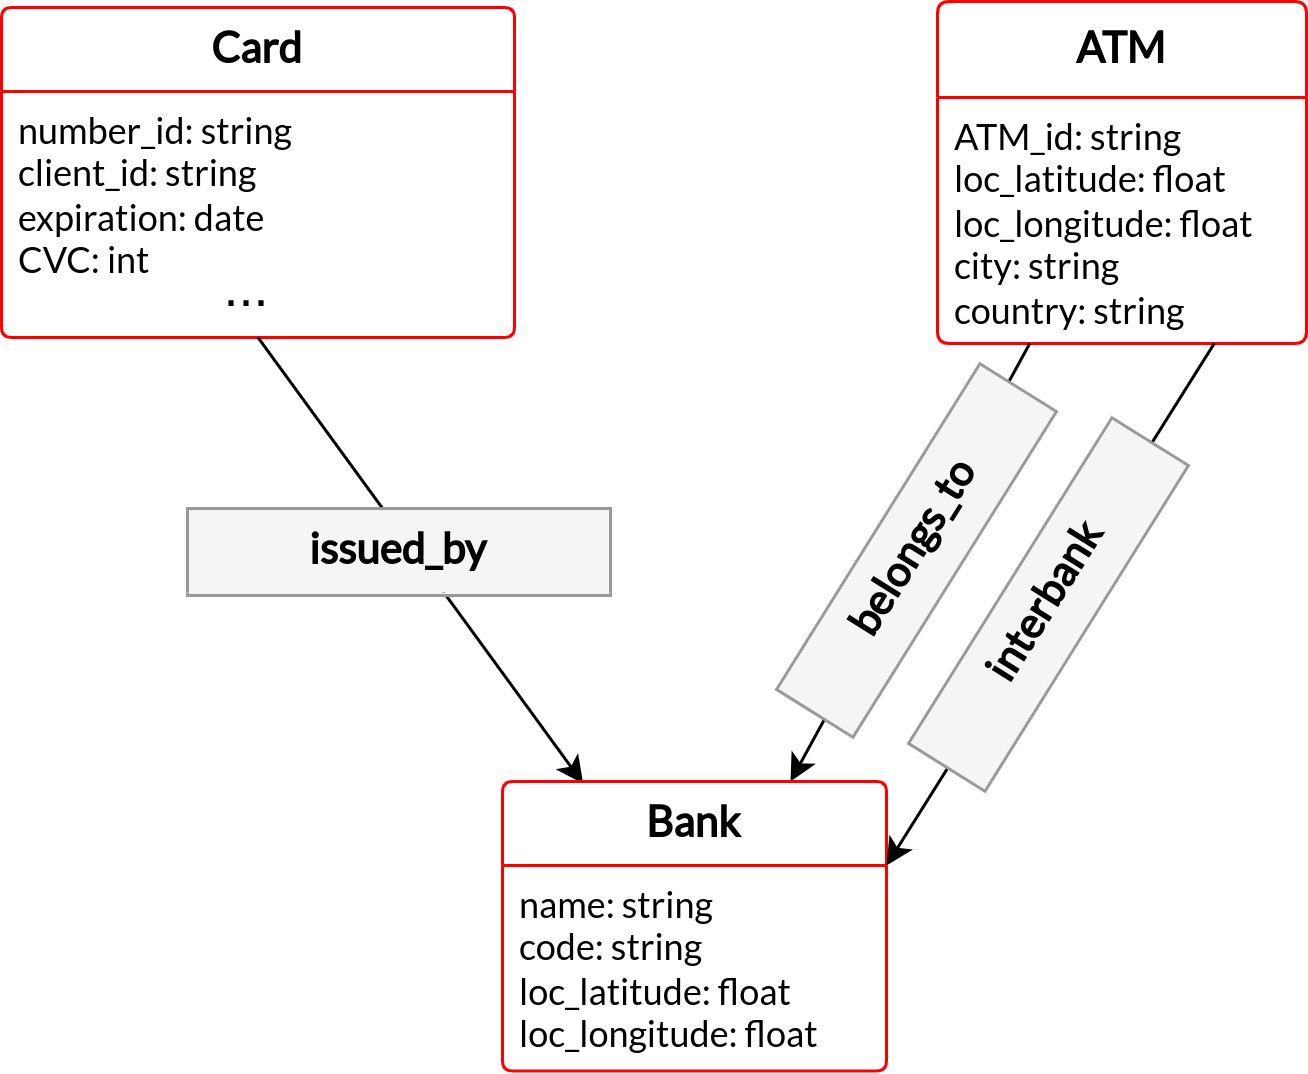 Card
number_id: string
client_id: string
expiration: date
CVC: int
...
ATM
ATM_id: string
loc_latitude: float
loc_longitude: float
city: string
country: string
issued_by
belongs_to
interbank
Bank
name: string
code: string
loc_latitude: float
loc_longitude: float